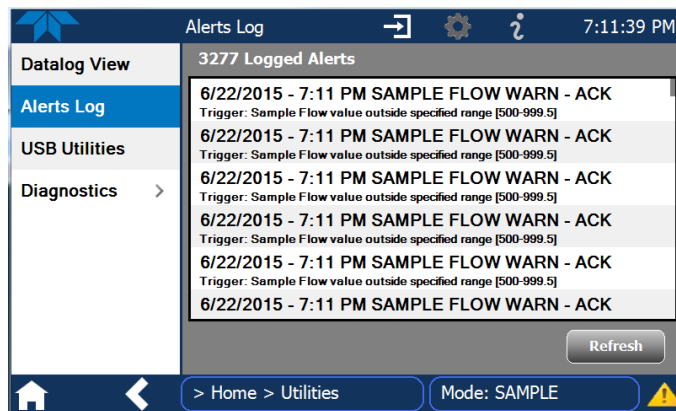 Alerts Log
7:11:39 PM
Datalog View
Alerts Log
USB Utilities
Diagnostics >
3277 Logged Alerts
6/22/2015 - 7:11 PM SAMPLE FLOW WARN - ACK
Trigger: Sample Flow value outside specified range [500-999.5]
6/22/2015 - 7:11 PM SAMPLE FLOW WARN - ACK
Trigger: Sample Flow value outside specified range [500-999.5]
6/22/2015 - 7:11 PM SAMPLE FLOW WARN - ACK
Trigger: Sample Flow value outside specified range [500-999.5]
6/22/2015 - 7:11 PM SAMPLE FLOW WARN - ACK
Trigger: Sample Flow value outside specified range [500-999.5]
6/22/2015 - 7:11 PM SAMPLE FLOW WARN - ACK
Trigger: Sample Flow value outside specified range [500-999.5]
6/22/2015 - 7:11 PM SAMPLE FLOW WARN - ACK
Refresh
> Home > Utilities
Mode: SAMPLE